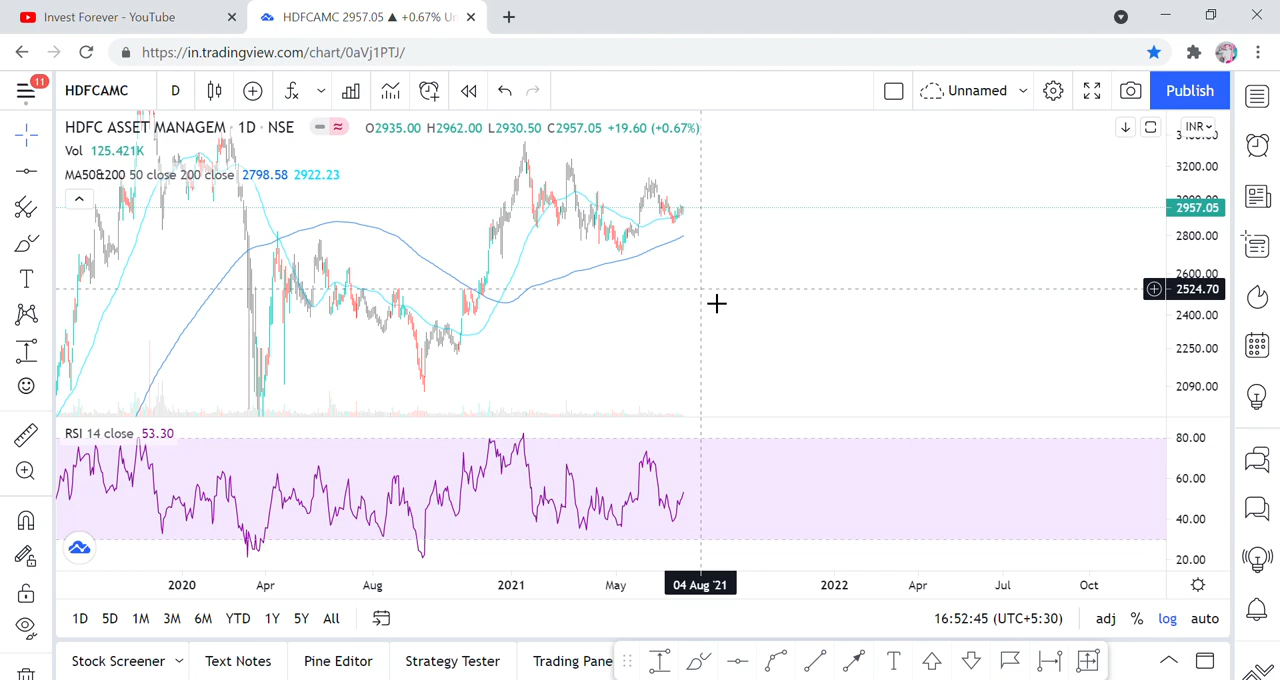 Invest Forever - YouTube
HDFCAMC 2957.05 ▲ +0.67% Un
https://in.tradingview.com/chart/0aVj1PTJ/
11
HDFCAMC
D
Unnamed
Publish
HDFC ASSET MANAGEM · 1D · NSE
O2935.00 H2962.00 L2930.50 C2957.05 +19.60 (+0.67%)
INR
Vol 125.421K
MA50&200 50 close 200 close 2798.58 2922.23
3200.00
2957.05
2800.00
2600.00
2524.70
2400.00
2250.00
2090.00
RSI 14 close 53.30
80.00
60.00
40.00
20.00
2020 Apr Aug 2021 May 04 Aug '21 2022 Apr Jul Oct
1D 5D 1M 3M 6M YTD 1Y 5Y All
16:52:45 (UTC+5:30) adj % log auto
Stock Screener Text Notes Pine Editor Strategy Tester Trading Pane